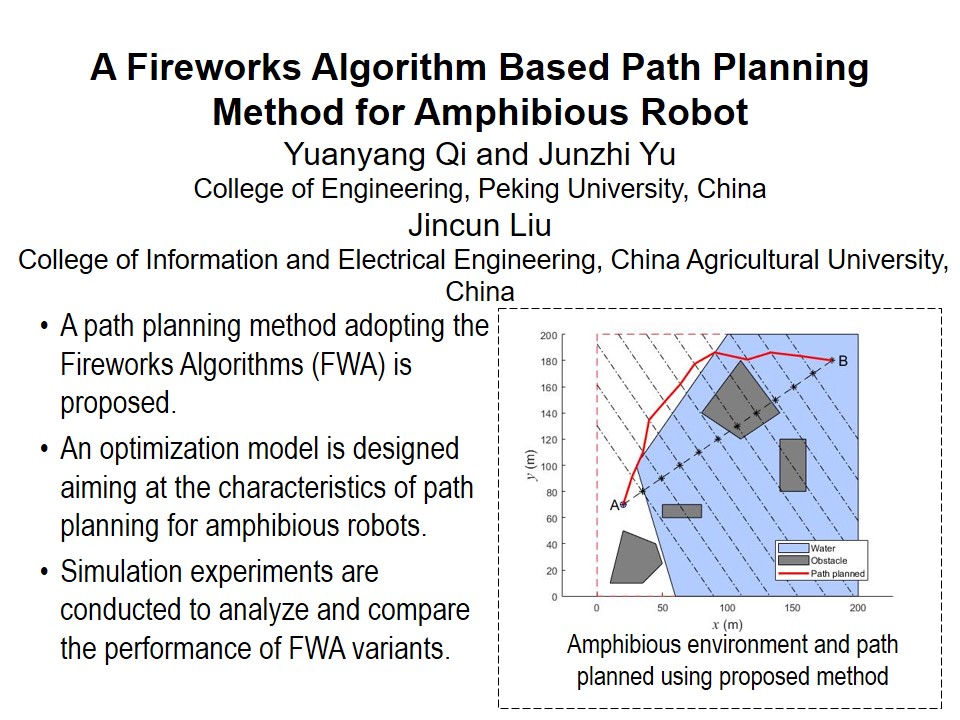 A Fireworks Algorithm Based Path Planning
Method for Amphibious Robot
Yuanyang Qi and Junzhi Yu
College of Engineering, Peking University, China
Jincun Liu
College of Information and Electrical Engineering, China Agricultural University,
China
• A path planning method adopting the
Fireworks Algorithms (FWA) is
proposed.
• An optimization model is designed
aiming at the characteristics of path
planning for amphibious robots.
• Simulation experiments are
conducted to analyze and compare
the performance of FWA variants.
200
180
160
140
120
100
80
60
40
20
0
y (m)
A
B
Water
Obstacle
Path planned
0 50 100 150 200
x (m)
Amphibious environment and path
planned using proposed method